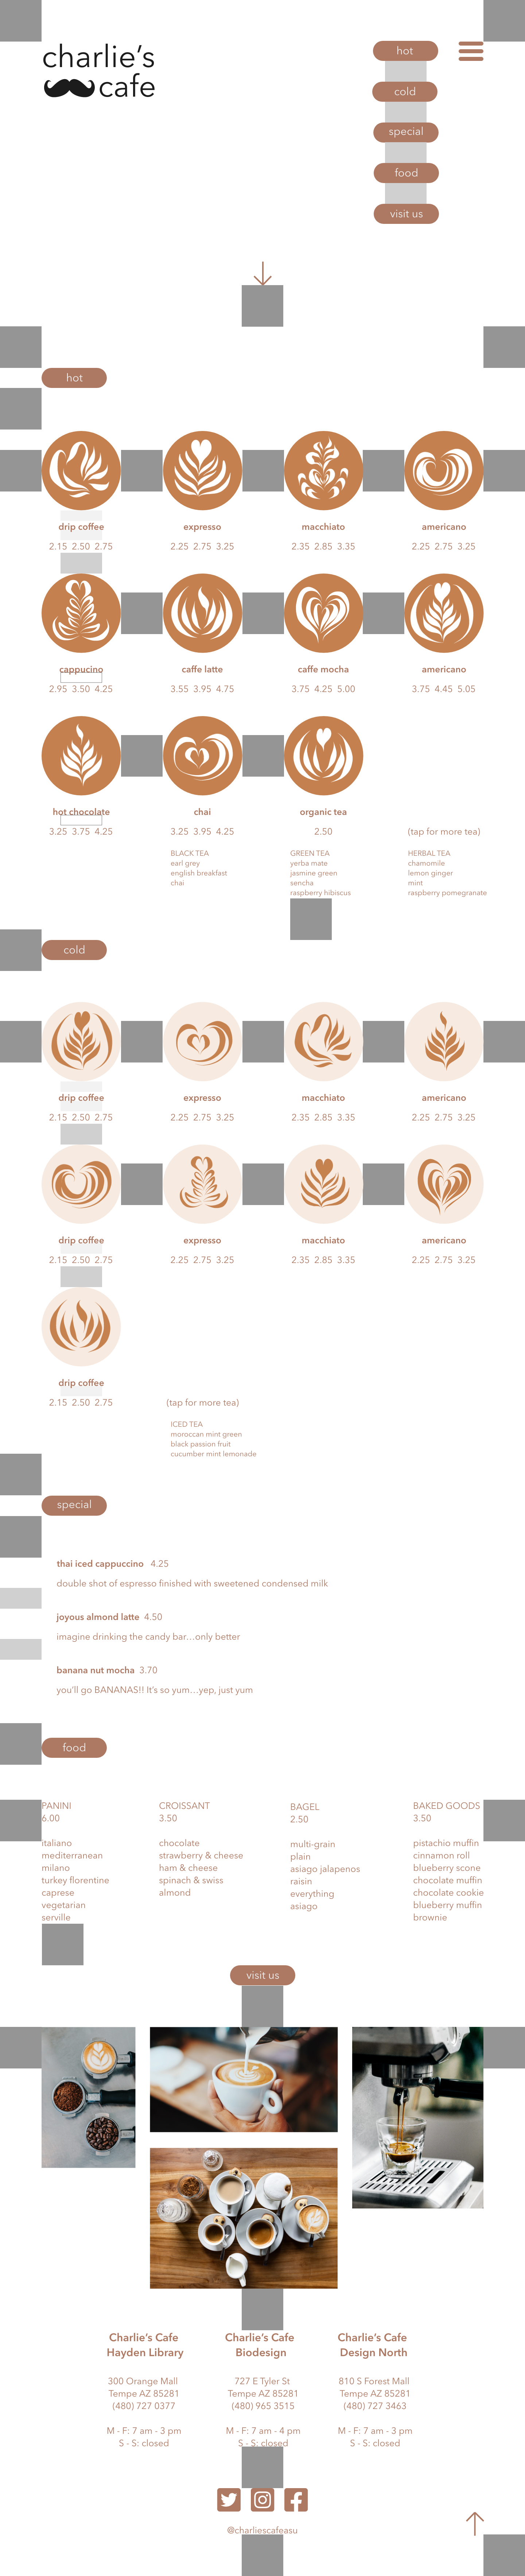 charlie's
cafe
hot
cold
special
food
visit us
hot
drip coffee
expresso
macchiato
americano
2.15 2.50 2.75
2.25 2.75 3.25
2.35 2.85 3.35
2.25 2.75 3.25
cappucino
caffe latte
caffe mocha
americano
2.95 3.50 4.25
3.55 3.95 4.75
3.75 4.25 5.00
3.75 4.45 5.05
hot chocolate
chai
organic tea
3.25 3.75 4.25
3.25 3.95 4.25
2.50
(tap for more tea)
BLACK TEA
earl grey
english breakfast
chai
GREEN TEA
yerba mate
jasmine green
sencha
raspberry hibiscus
HERBAL TEA
chamomile
lemon ginger
mint
raspberry pomegranate
cold
drip coffee
expresso
macchiato
americano
2.15 2.50 2.75
2.25 2.75 3.25
2.35 2.85 3.35
2.25 2.75 3.25
drip coffee
expresso
macchiato
americano
2.15 2.50 2.75
2.25 2.75 3.25
2.35 2.85 3.35
2.25 2.75 3.25
drip coffee
2.15 2.50 2.75
(tap for more tea)
ICED TEA
moroccan mint green
black passion fruit
cucumber mint lemonade
special
thai iced cappuccino 4.25
double shot of espresso finished with sweetened condensed milk
joyous almond latte 4.50
imagine drinking the candy bar...only better
banana nut mocha 3.70
you'll go BANANAS!! It's so yum...yep, just yum
food
PANINI
6.00
italiano
mediterranean
milano
turkey florentine
caprese
vegetarian
serville
CROISSANT
3.50
chocolate
strawberry & cheese
ham & cheese
spinach & swiss
almond
BAGEL
2.50
multi-grain
plain
asiago jalapenos
raisin
everything
asiago
BAKED GOODS
3.50
pistachio muffin
cinnamon roll
blueberry scone
chocolate muffin
chocolate cookie
blueberry muffin
brownie
visit us
Charlie's Cafe
Hayden Library
300 Orange Mall
Tempe AZ 85281
(480) 727 0377
M - F: 7 am - 3 pm
S - S: closed
Charlie's Cafe
Biodesign
727 E Tyler St
Tempe AZ 85281
(480) 965 3515
M - F: 7 am - 4 pm
S - S: closed
Charlie's Cafe
Design North
810 S Forest Mall
Tempe AZ 85281
(480) 727 3463
M - F: 7 am - 3 pm
S - S: closed
@charliescafeasu